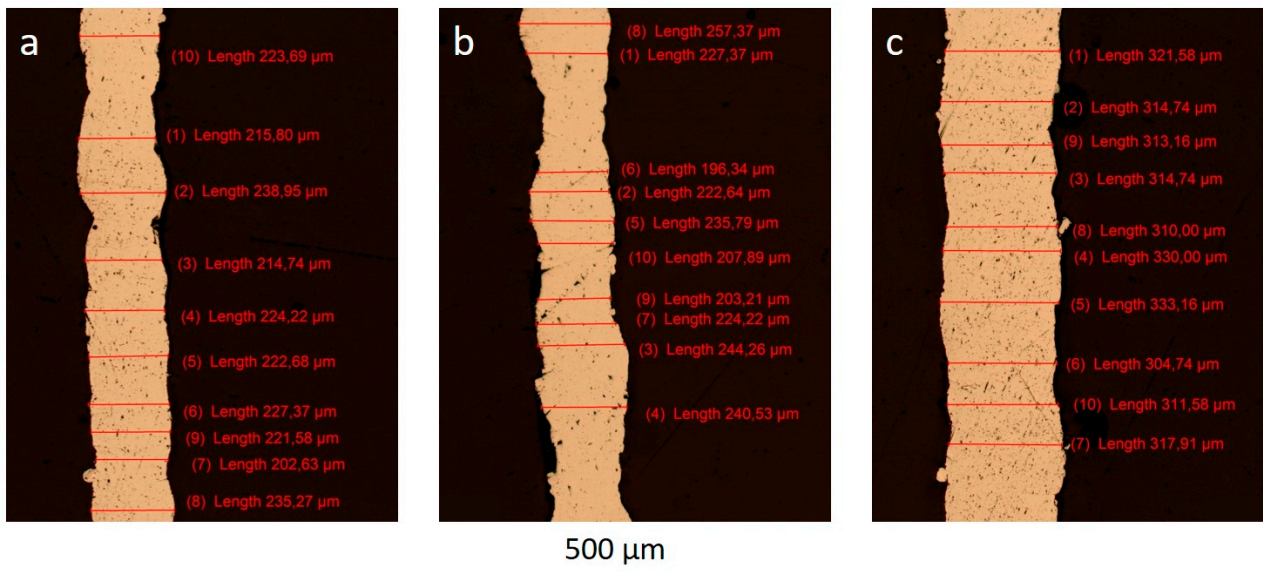 a
(10) Length 223,69 µm
(1) Length 215,80 µm
(2) Length 238,95 µm
(3) Length 214,74 µm
(4) Length 224,22 µm
(5) Length 222,68 µm
(6) Length 227,37 µm
(9) Length 221,58 µm
(7) Length 202,63 µm
(8) Length 235,27 µm
b
(8) Length 257,37 µm
(1) Length 227,37 µm
(6) Length 196,34 µm
(2) Length 222,64 µm
(5) Length 235,79 µm
(10) Length 207,89 µm
(9) Length 203,21 µm
(7) Length 224,22 µm
(3) Length 244,26 µm
(4) Length 240,53 µm
c
(1) Length 321,58 µm
(2) Length 314,74 µm
(9) Length 313,16 µm
(3) Length 314,74 µm
(8) Length 310,00 µm
(4) Length 330,00 µm
(5) Length 333,16 µm
(6) Length 304,74 µm
(10) Length 311,58 µm
(7) Length 317,91 µm
500 µm